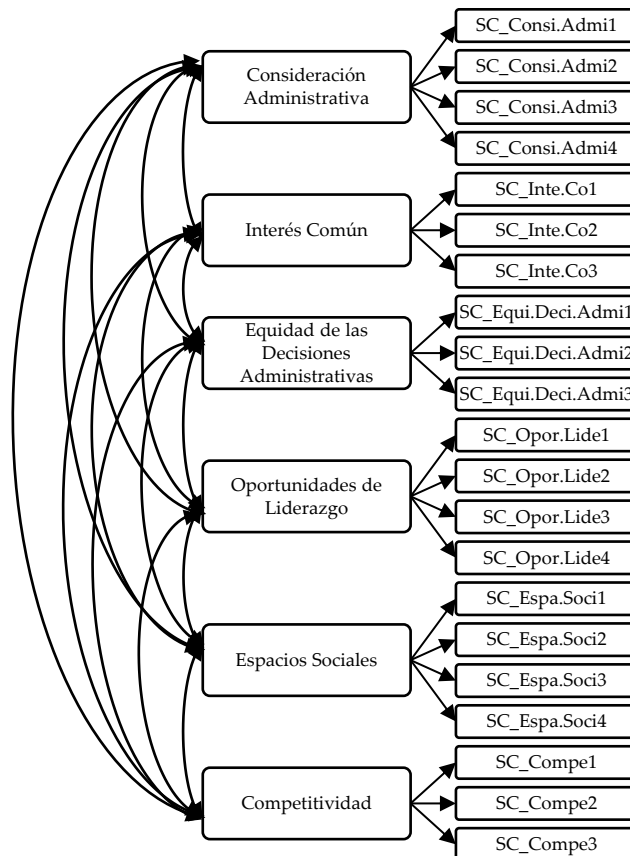 SC_Consi.Admi1
SC_Consi.Admi2
SC_Consi.Admi3
SC_Consi.Admi4
Consideración
Administrativa
SC_Inte.Co1
SC_Inte.Co2
SC_Inte.Co3
Interés Común
SC_Equi.Deci.Admi1
SC_Equi.Deci.Admi2
SC_Equi.Deci.Admi3
Equidad de las
Decisiones
Administrativas
SC_Opor.Lide1
SC_Opor.Lide2
SC_Opor.Lide3
SC_Opor.Lide4
Oportunidades de
Liderazgo
SC_Espa.Soci1
SC_Espa.Soci2
SC_Espa.Soci3
SC_Espa.Soci4
Espacios Sociales
SC_Compe1
SC_Compe2
SC_Compe3
Competitividad